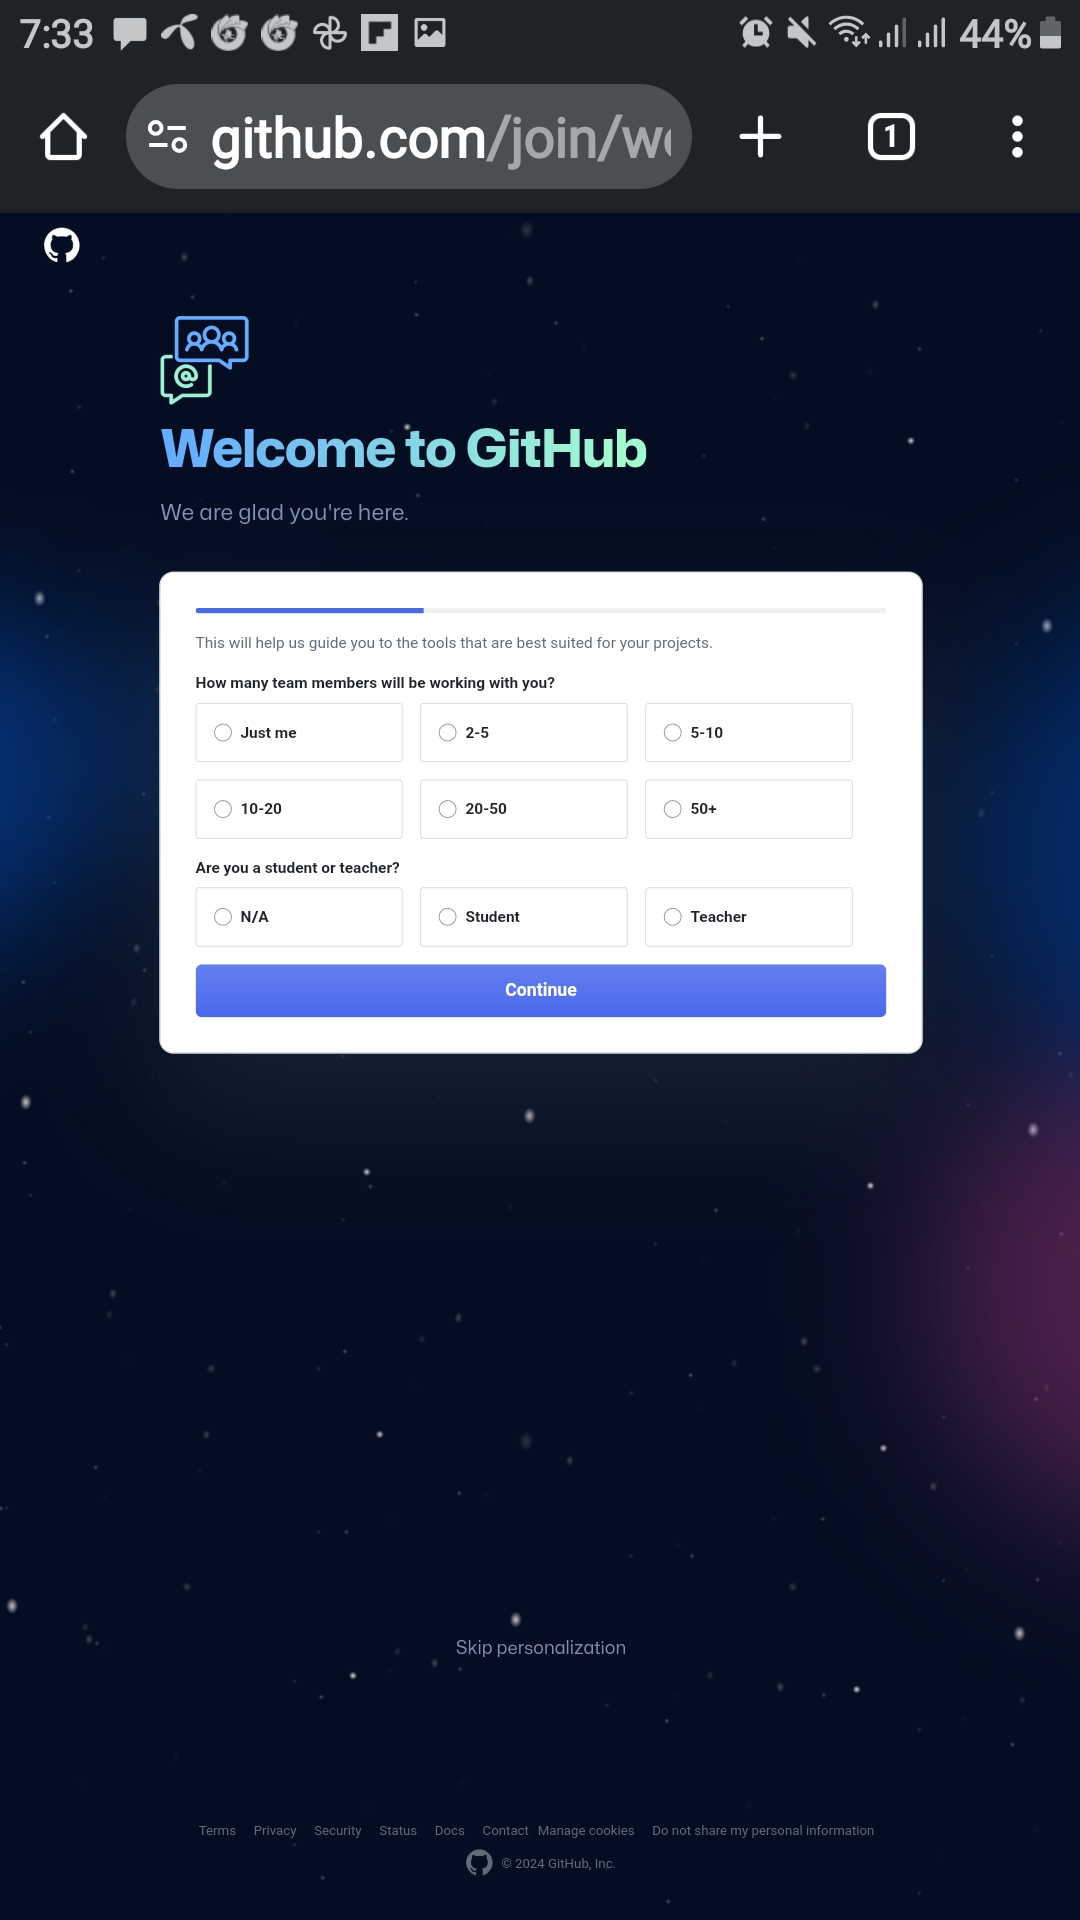 7:33 44%
github.com/join/we 1
Welcome to GitHub
We are glad you're here.
This will help us guide you to the tools that are best suited for your projects.
How many team members will be working with you?
Just me 2-5 5-10
10-20 20-50 50+
Are you a student or teacher?
N/A Student Teacher
Continue
Skip personalization
Terms Privacy Security Status Docs Contact Manage cookies Do not share my personal information
© 2024 GitHub, Inc.